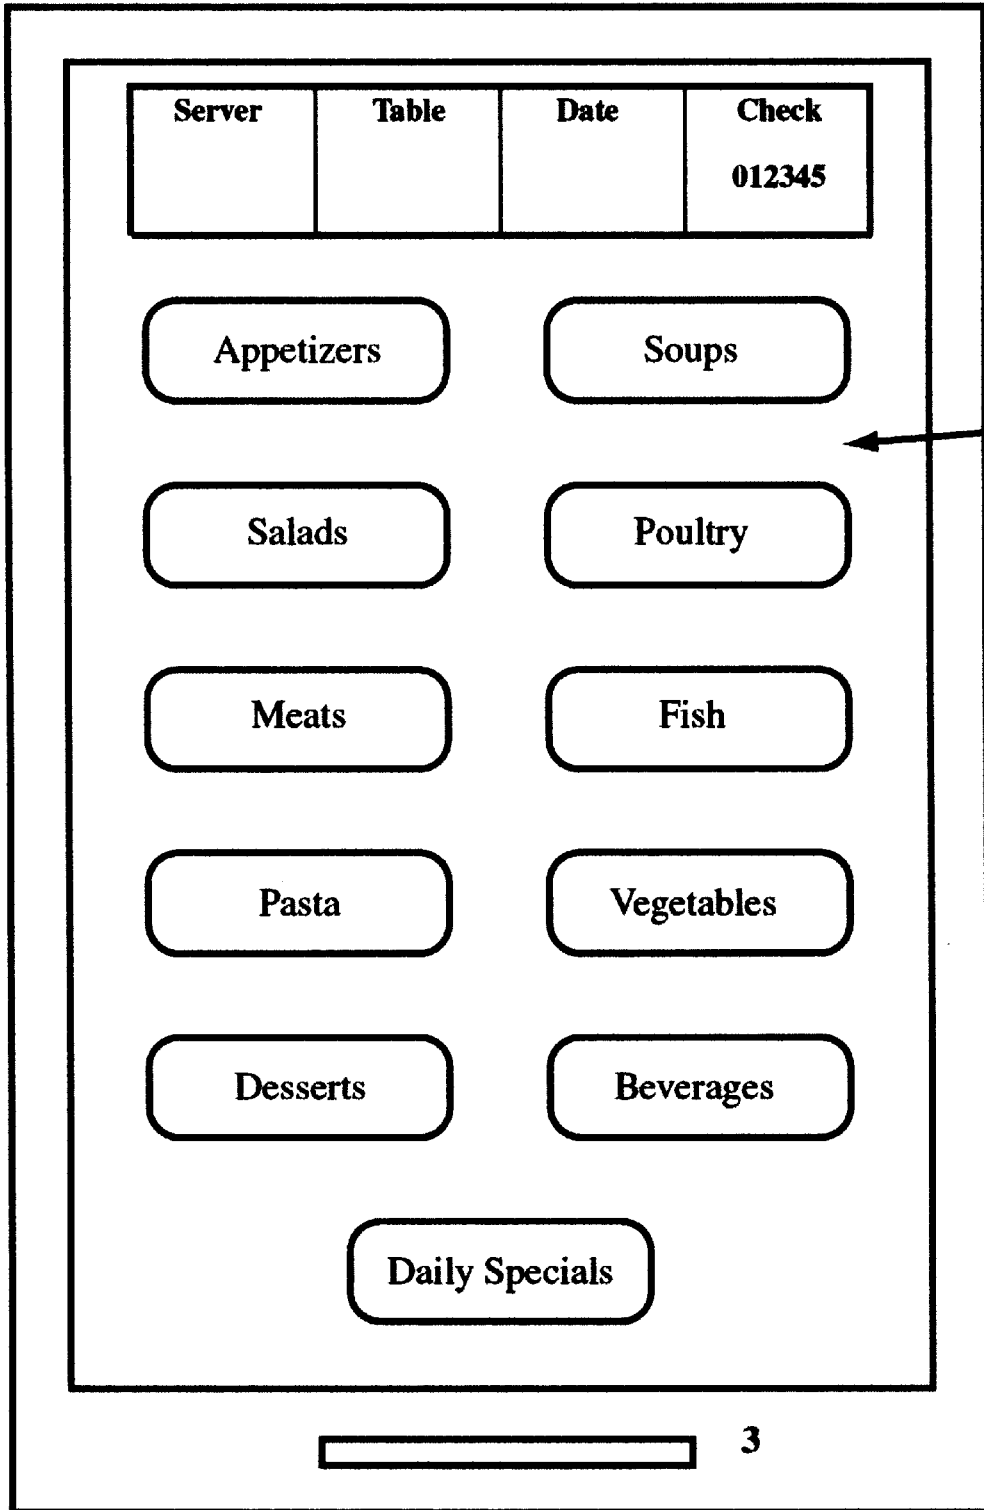 Server Table Date Check
012345
Appetizers Soups
Salads Poultry
Meats Fish
Pasta Vegetables
Desserts Beverages
Daily Specials
3